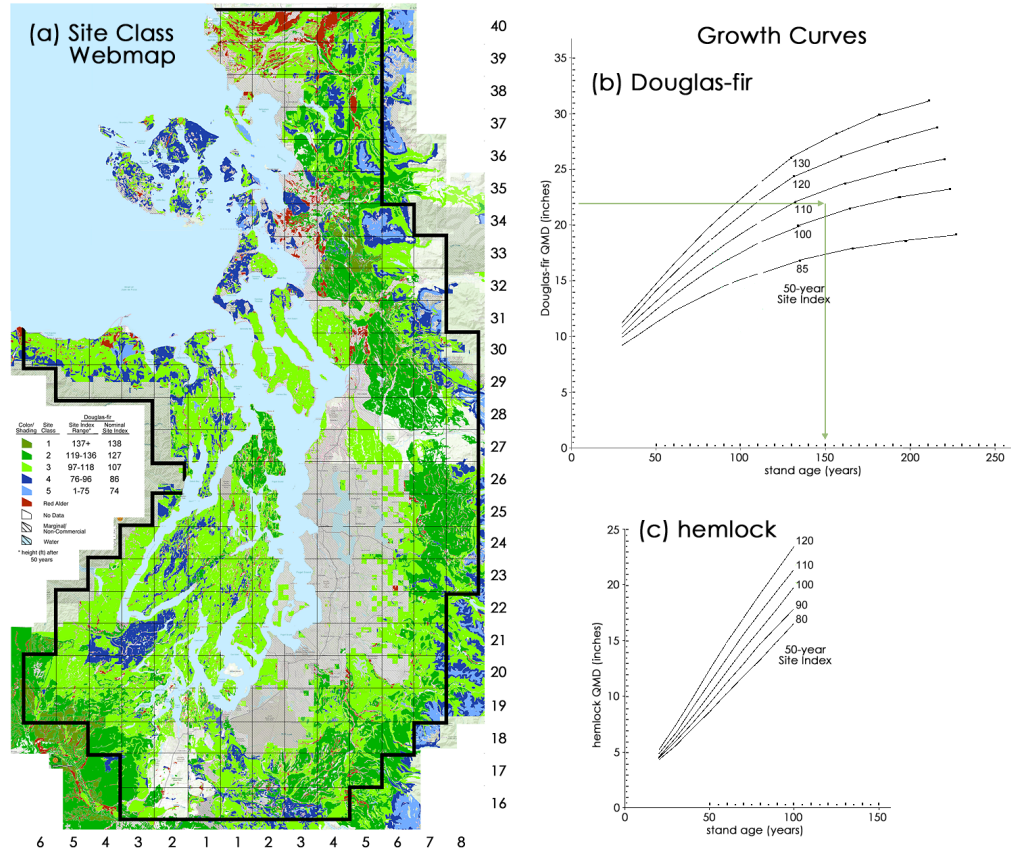 (a) Site Class
Webmap
40
39
38
37
36
35
34
33
32
31
30
29
28
27
26
25
24
23
22
21
20
19
18
17
16
6 5 4 3 2 1 1 2 3 4 5 6 7 8
Douglas-fir
Color/ Site Site Index Nominal
Shading Class Range* Site Index
1 137+ 138
2 119-136 127
3 97-118 107
4 76-96 86
5 1-75 74
Red Alder
No Data
Marginal/
Non-Commercial
Water
* height (ft) after
50 years
Growth Curves
(b) Douglas-fir
Douglas-fir QMD (inches)
35
30
25
20
15
10
5
0
130
120
110
100
85
50-year
Site Index
0 50 100 150 200 250
stand age (years)
(c) hemlock
hemlock QMD (inches)
25
20
15
10
5
0
120
110
100
90
80
50-year
Site Index
0 50 100 150
stand age (years)